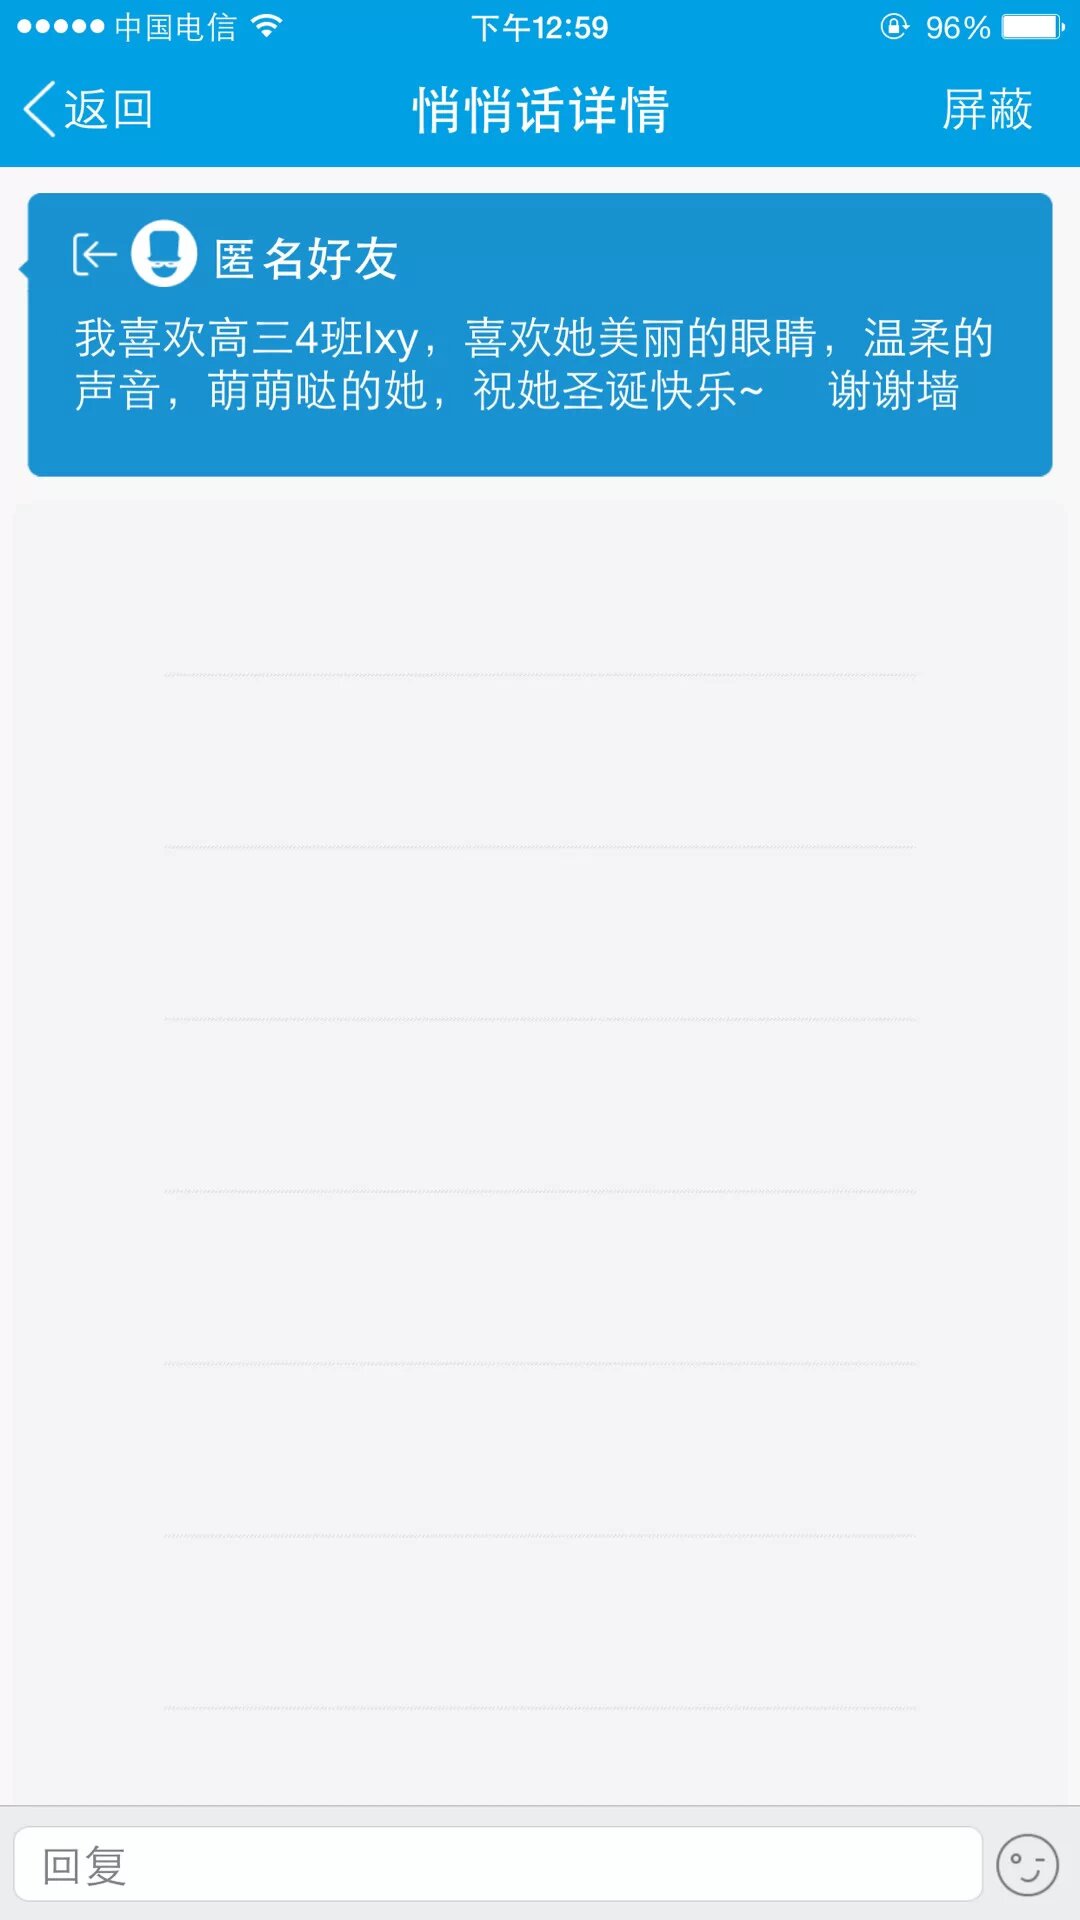 中国电信 下午12:59 96%
返回 悄悄话详情 屏蔽
匿名好友
我喜欢高三4班lxy，喜欢她美丽的眼睛，温柔的
声音，萌萌哒的她，祝她圣诞快乐~ 谢谢墙
回复